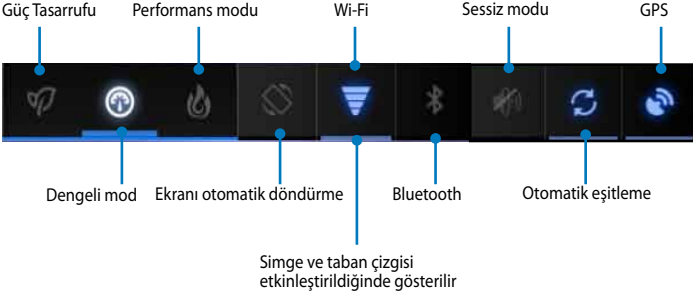 Güç Tasarrufu
Performans modu
Wi-Fi
Sessiz modu
GPS
Dengeli mod
Ekranı otomatik döndürme
Bluetooth
Otomatik eşitleme
Simge ve taban çizgisi
etkinleştirildiğinde gösterilir